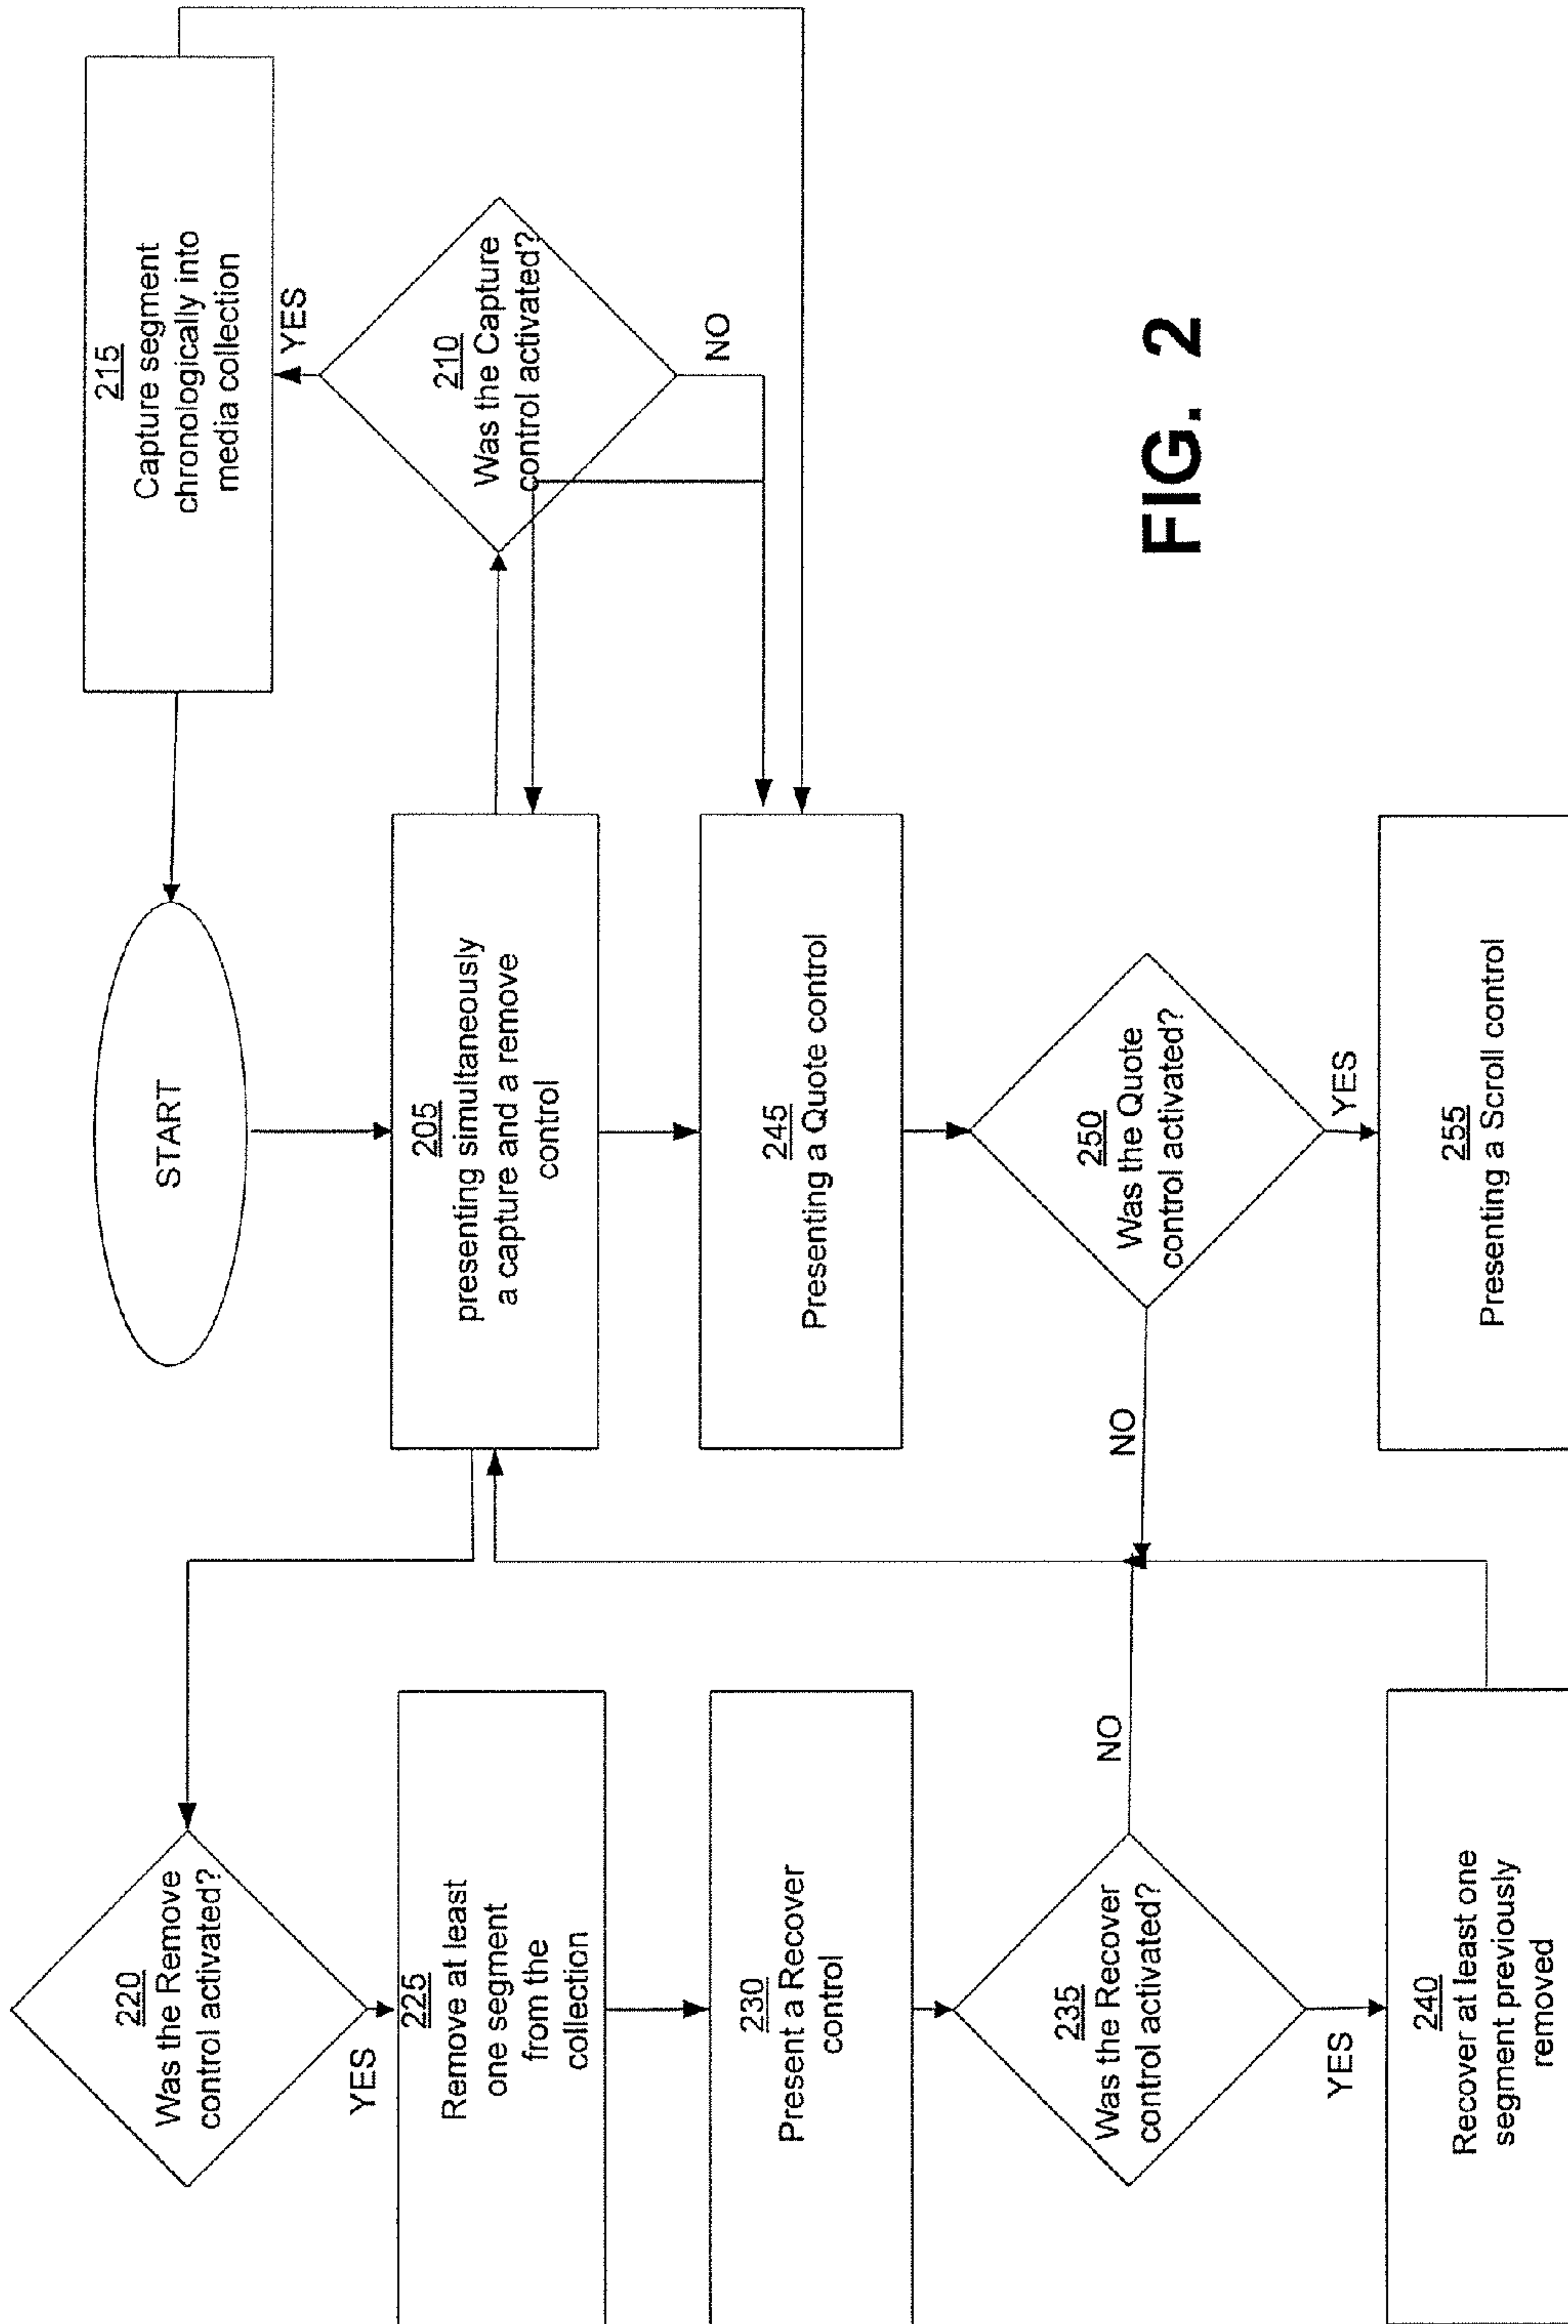 START
205
presenting simultaneously
a capture and a remove
control
210
Was the Capture
control activated?
YES
NO
215
Capture segment
chronologically into
media collection
220
Was the Remove
control activated?
YES
225
Remove at least
one segment
from the
collection
230
Present a Recover
control
235
Was the Recover
control activated?
NO
YES
240
Recover at least one
segment previously
removed
245
Presenting a Quote control
250
Was the Quote
control activated?
NO
YES
255
Presenting a Scroll control
FIG. 2